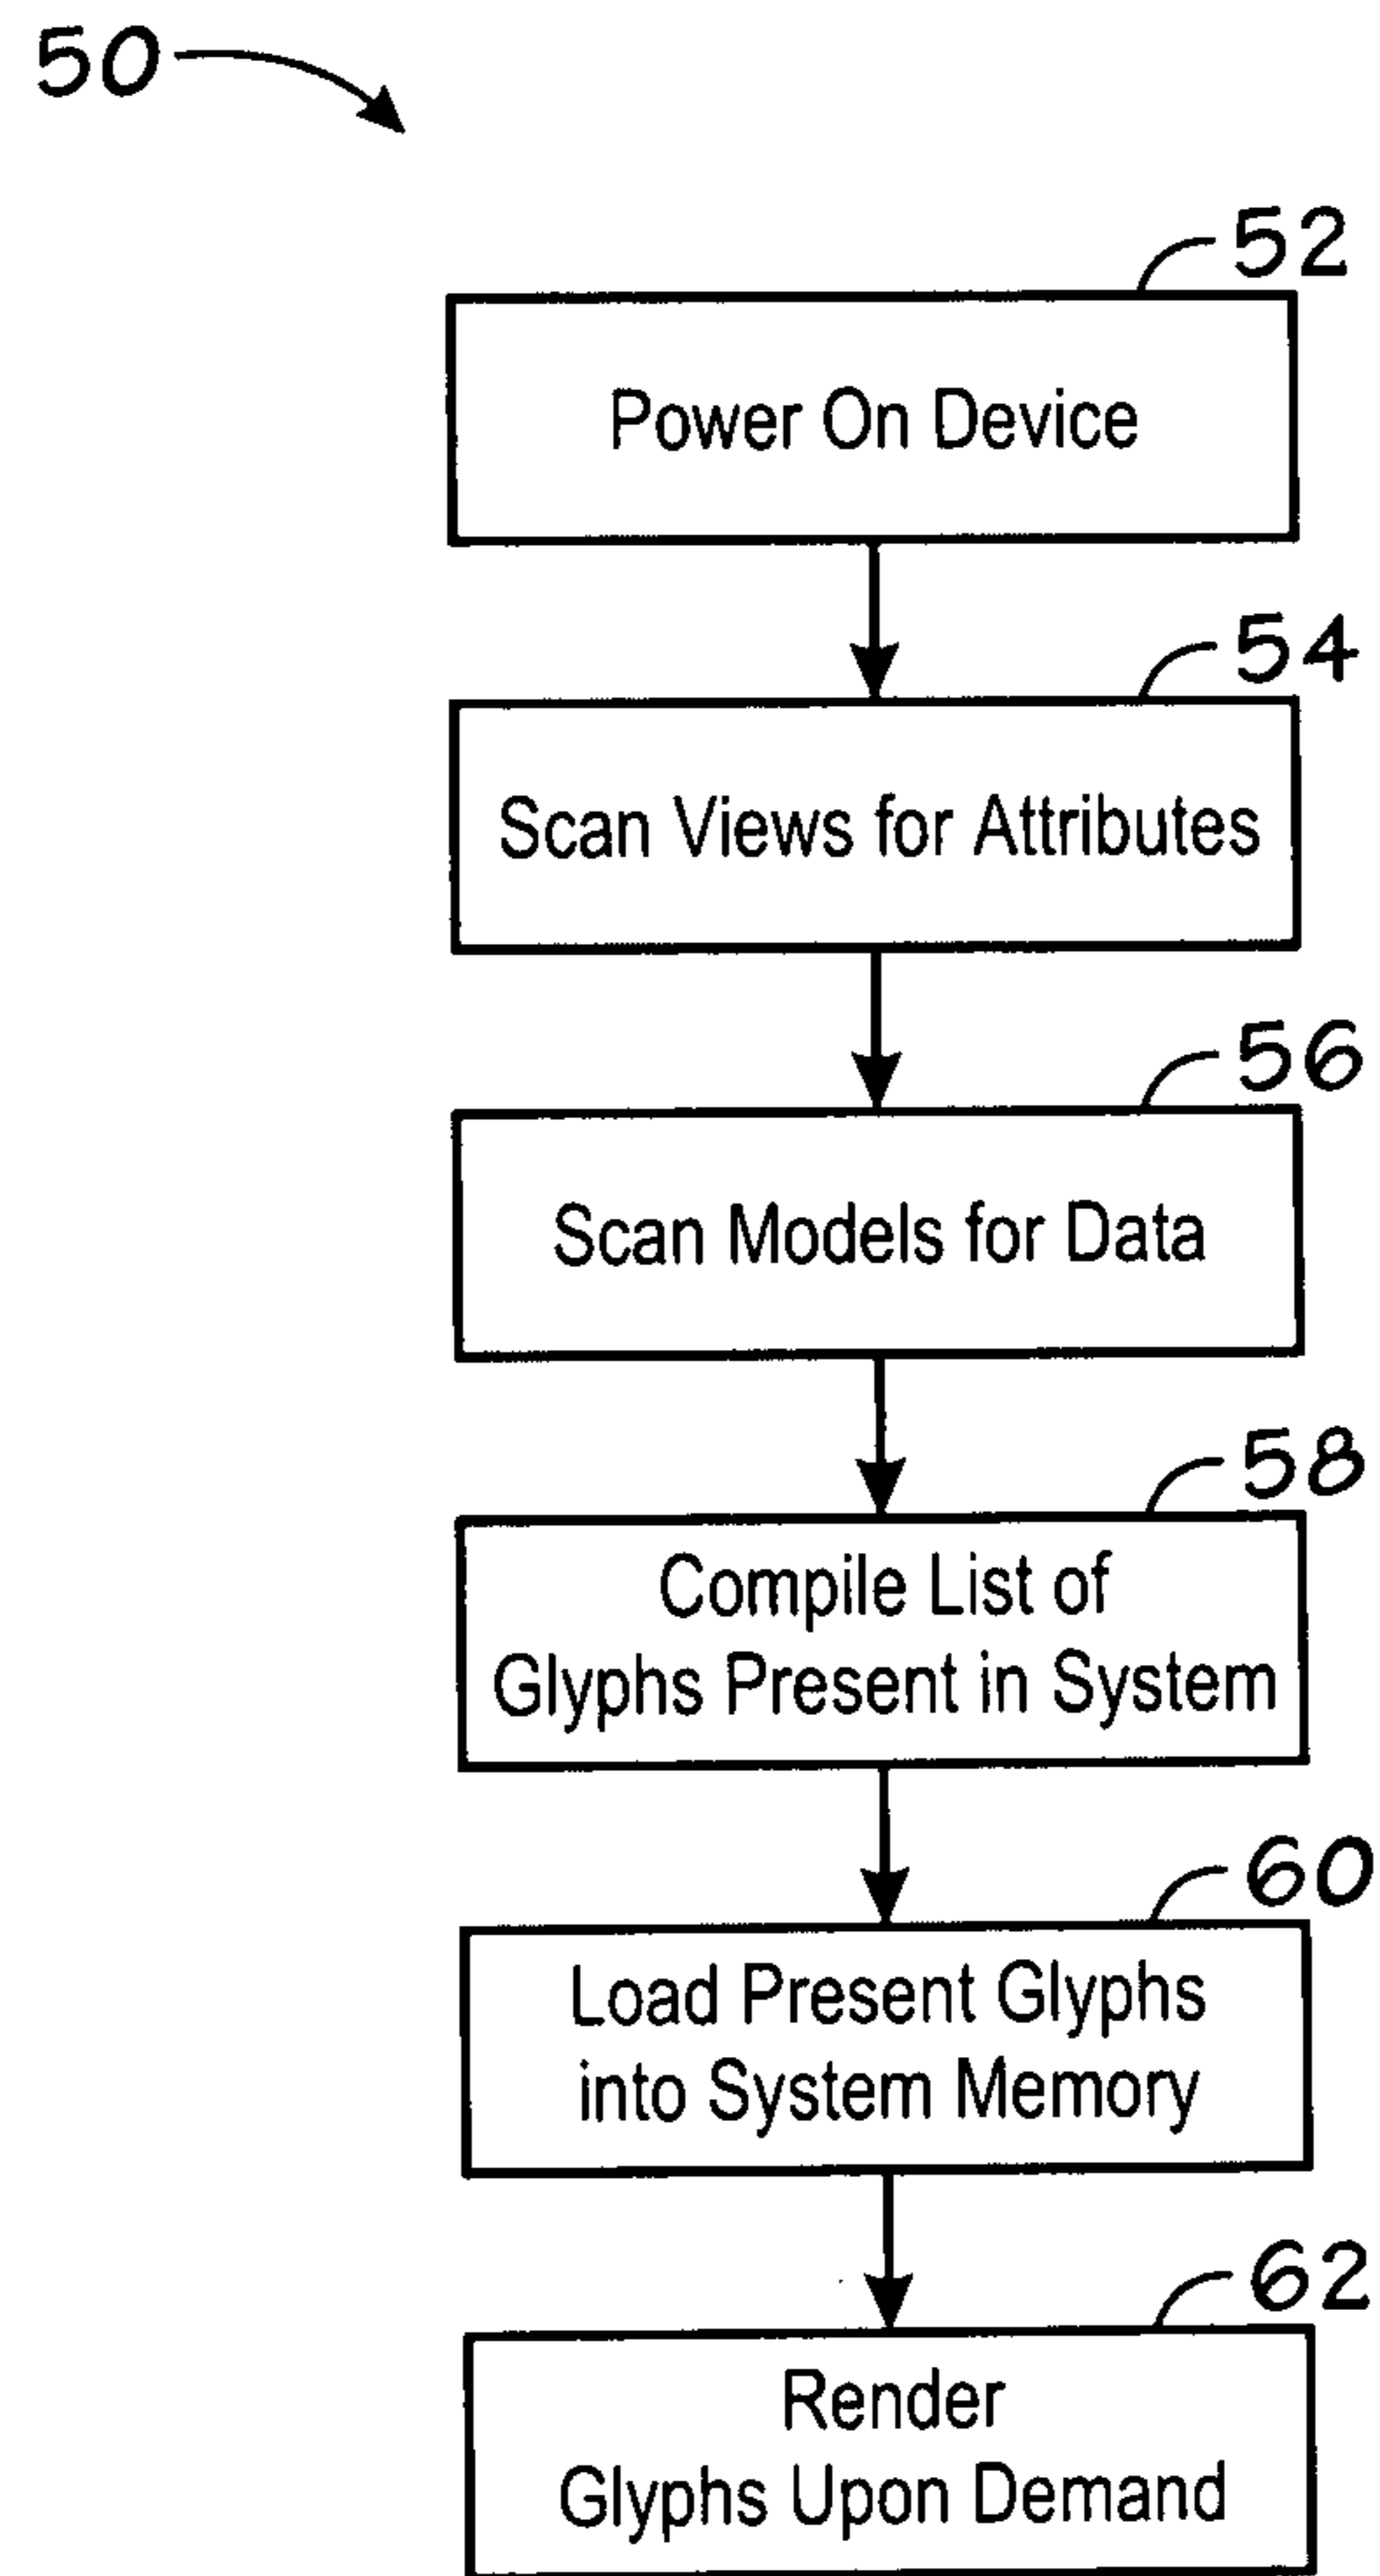 50
52
Power On Device
54
Scan Views for Attributes
56
Scan Models for Data
58
Compile List of
Glyphs Present in System
60
Load Present Glyphs
into System Memory
62
Render
Glyphs Upon Demand